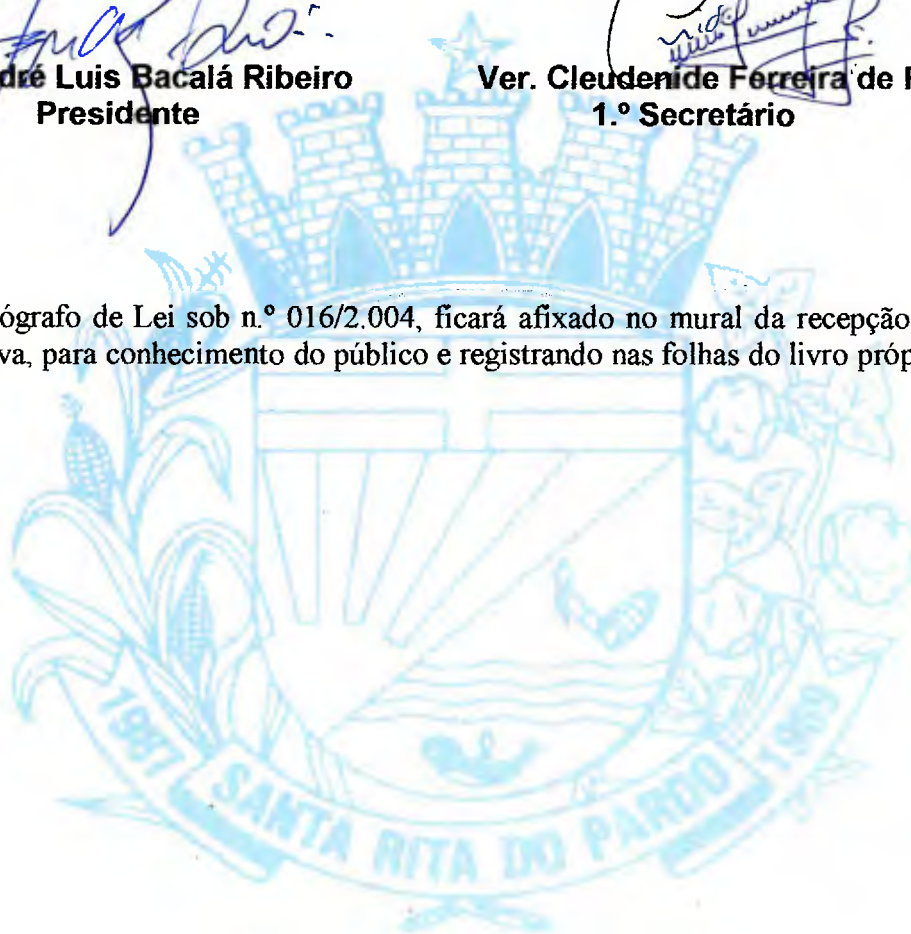 dré Luis Bacalá Ribeiro
Presidente
Ver. Cleudenide Ferreira de
1.º Secretário
ógrafo de Lei sob n.º 016/2.004, ficará afixado no mural da recepção
va, para conhecimento do público e registrando nas folhas do livro próp
1987
SANTA RITA DO PARDO